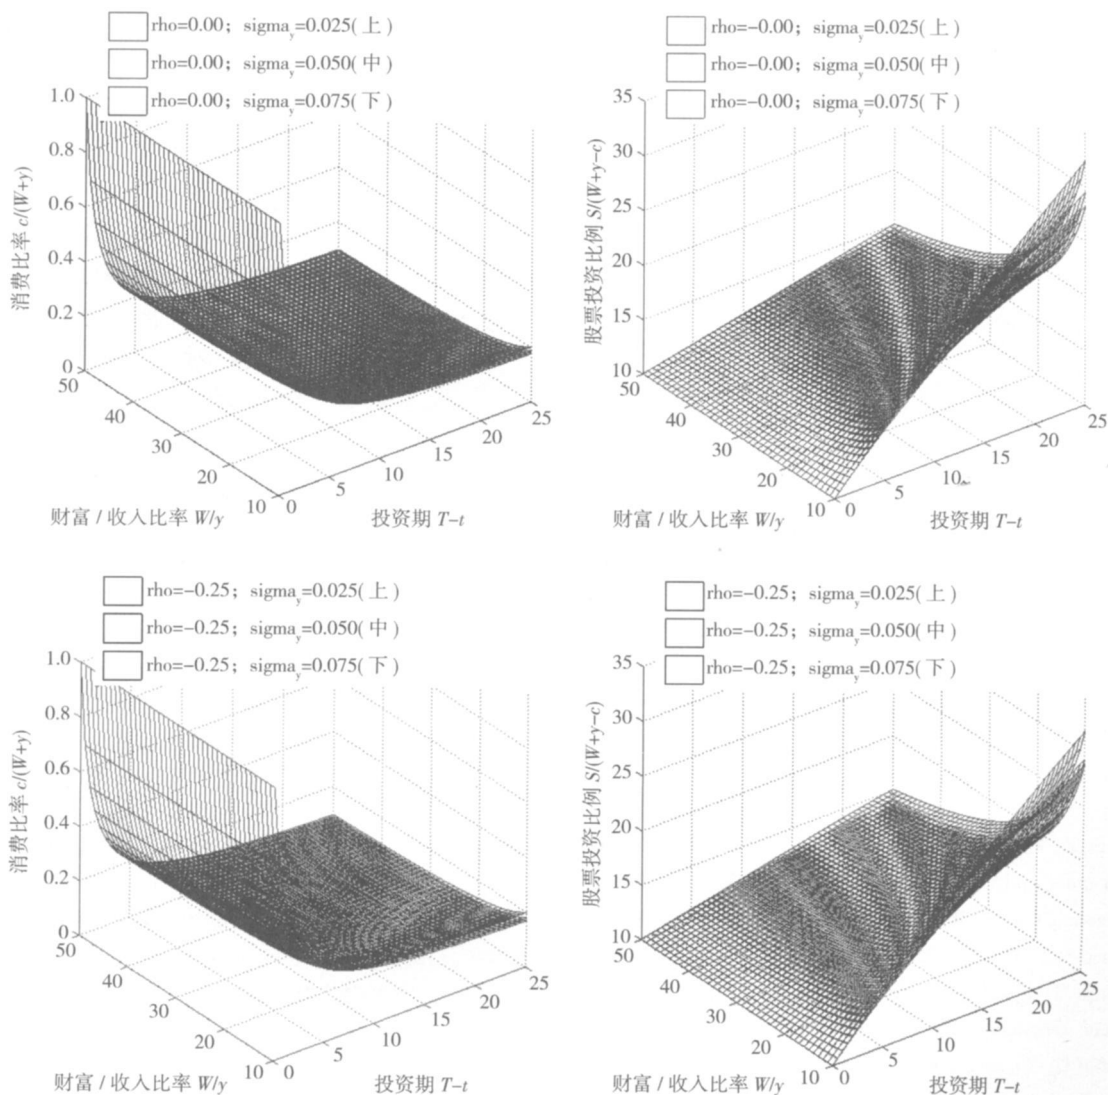 rho=0.00；sigma_y=0.025(上)
rho=0.00；sigma_y=0.050(中)
rho=0.00；sigma_y=0.075(下)
1.0
0.8
0.6
0.4
0.2
0
消费比率 c/(W+y)
50
40
30
20
10
0
5
10
15
20
25
财富/收入比率 W/y
投资期 T-t
rho=-0.00；sigma_y=0.025(上)
rho=-0.00；sigma_y=0.050(中)
rho=-0.00；sigma_y=0.075(下)
35
30
25
20
15
10
股票投资比例 S/(W+y-c)
50
40
30
20
10
0
5
10
15
20
25
财富/收入比率 W/y
投资期 T-t
rho=-0.25；sigma_y=0.025(上)
rho=-0.25；sigma_y=0.050(中)
rho=-0.25；sigma_y=0.075(下)
1.0
0.8
0.6
0.4
0.2
0
消费比率 c/(W+y)
50
40
30
20
10
0
5
10
15
20
25
财富/收入比率 W/y
投资期 T-t
rho=-0.25；sigma_y=0.025(上)
rho=-0.25；sigma_y=0.050(中)
rho=-0.25；sigma_y=0.075(下)
35
30
25
20
15
10
股票投资比例 S/(W+y-c)
50
40
30
20
10
0
5
10
15
20
25
财富/收入比率 W/y
投资期 T-t